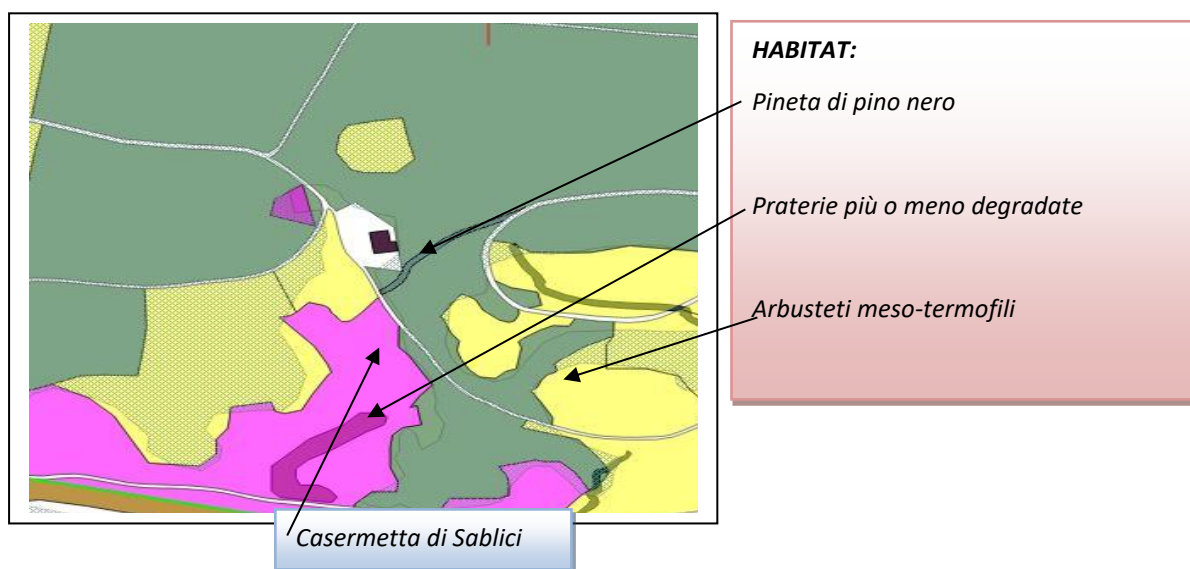 HABITAT:
Pineta di pino nero
Praterie più o meno degradate
Arbusteti meso-termofili
Casermetta di Sablici